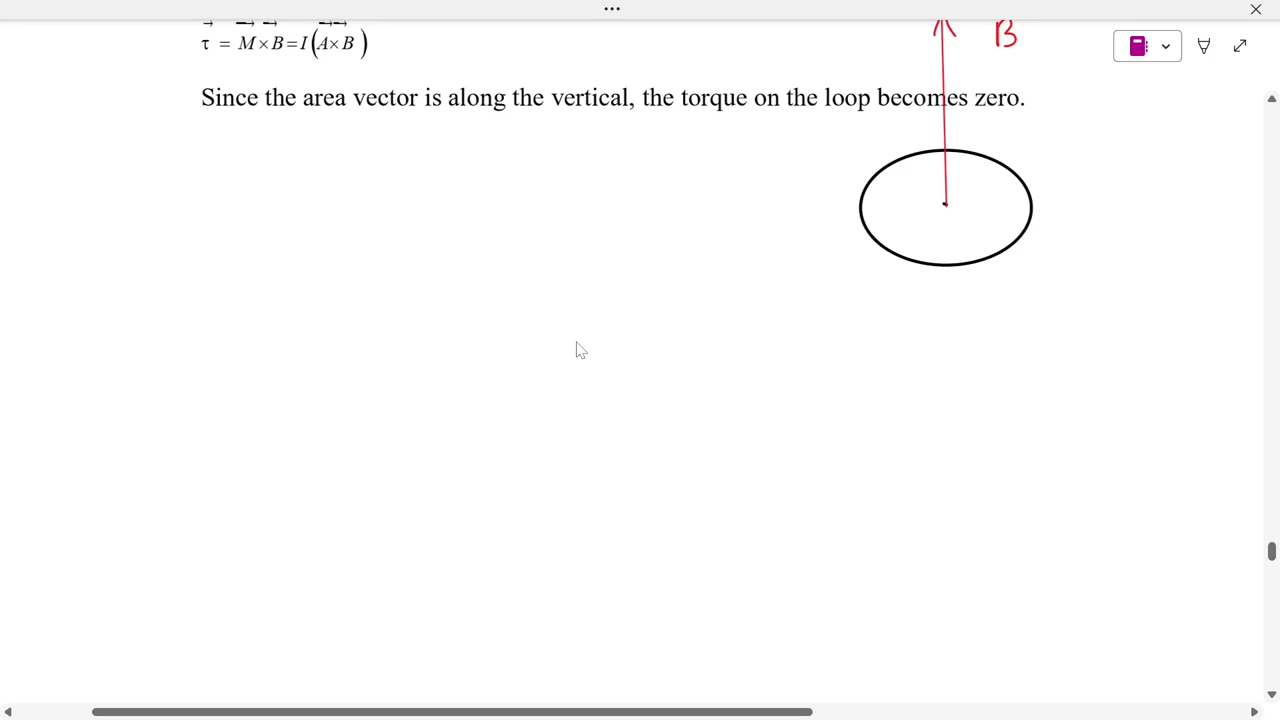 τ⃗ = M⃗ × B⃗ = I(A⃗ × B⃗)
B
Since the area vector is along the vertical, the torque on the loop becomes zero.